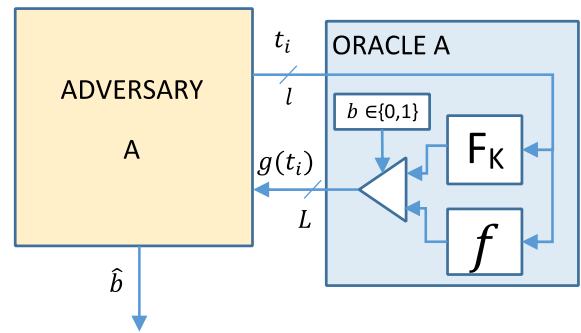 ADVERSARY
A
t_i
l
g(t_i)
L
b̂
ORACLE A
b ∈{0,1}
F_K
f